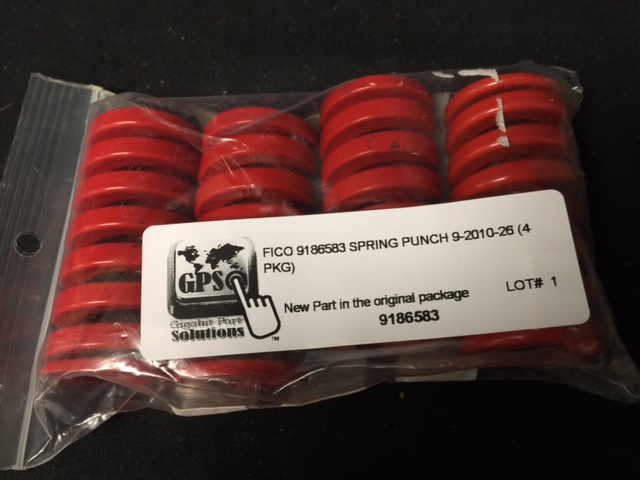 FICO 9186583 SPRING PUNCH 9-2010-26 (4
PKG)
GPS
Gigabit Part
Solutions
™
New Part in the original package
LOT# 1
9186583